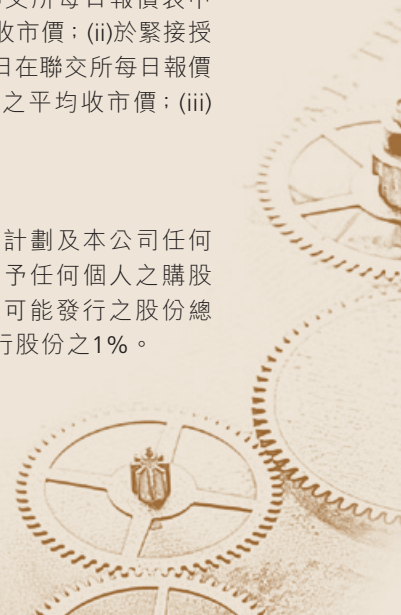 交所每日報價表中
收市價；(ii)於緊接授
日在聯交所每日報價
之平均收市價；(iii)
計劃及本公司任何
予任何個人之購股
可能發行之股份總
行股份之1%。